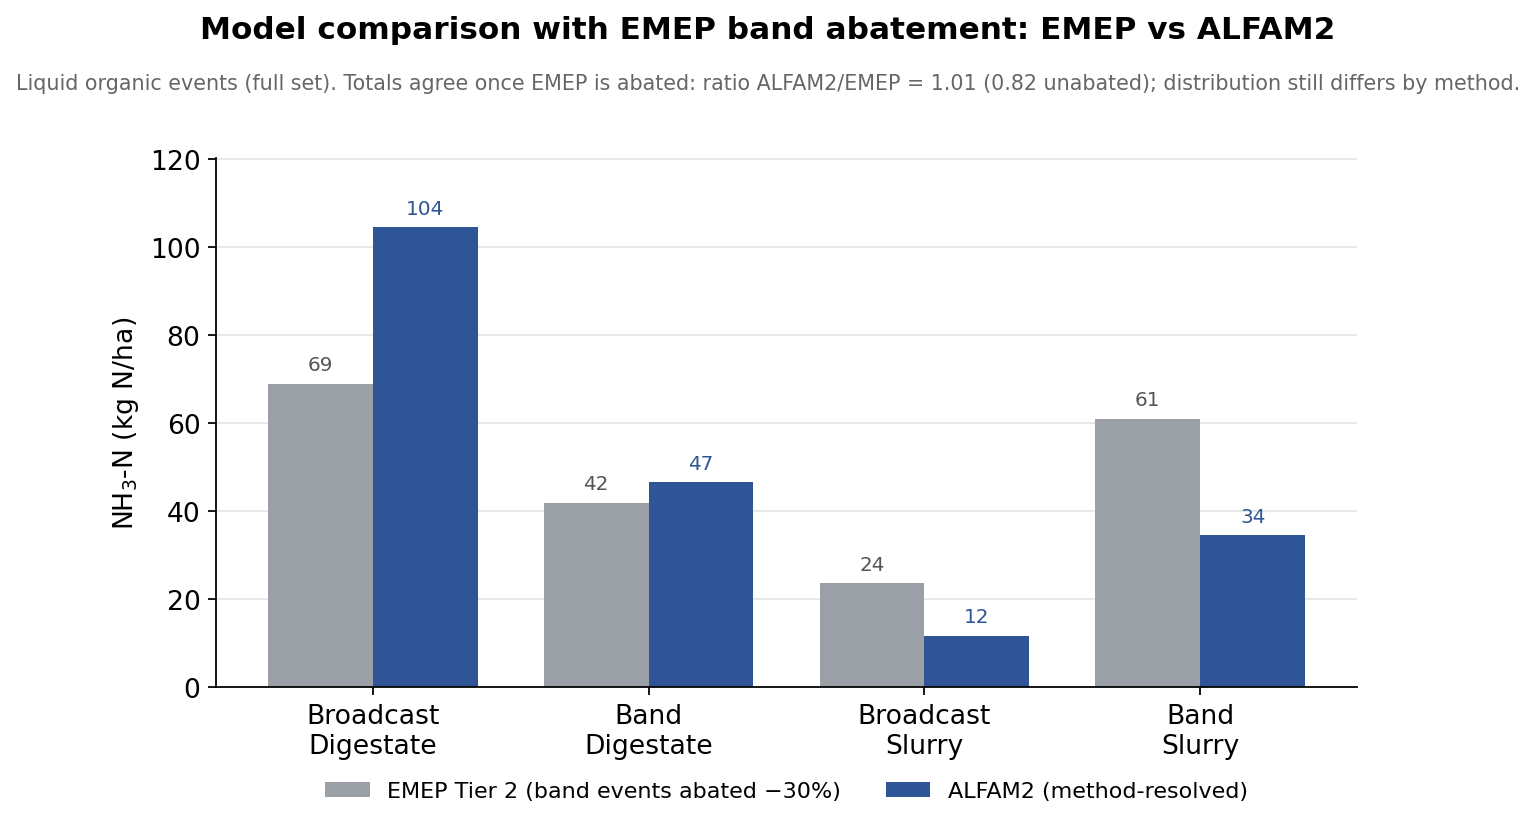 Model comparison with EMEP band abatement: EMEP vs ALFAM2
Liquid organic events (full set). Totals agree once EMEP is abated: ratio ALFAM2/EMEP = 1.01 (0.82 unabated); distribution still differs by method.
NH₃-N (kg N/ha)
120
100
80
60
40
20
0
69
104
42
47
24
12
61
34
Broadcast
Digestate
Band
Digestate
Broadcast
Slurry
Band
Slurry
EMEP Tier 2 (band events abated −30%)
ALFAM2 (method-resolved)